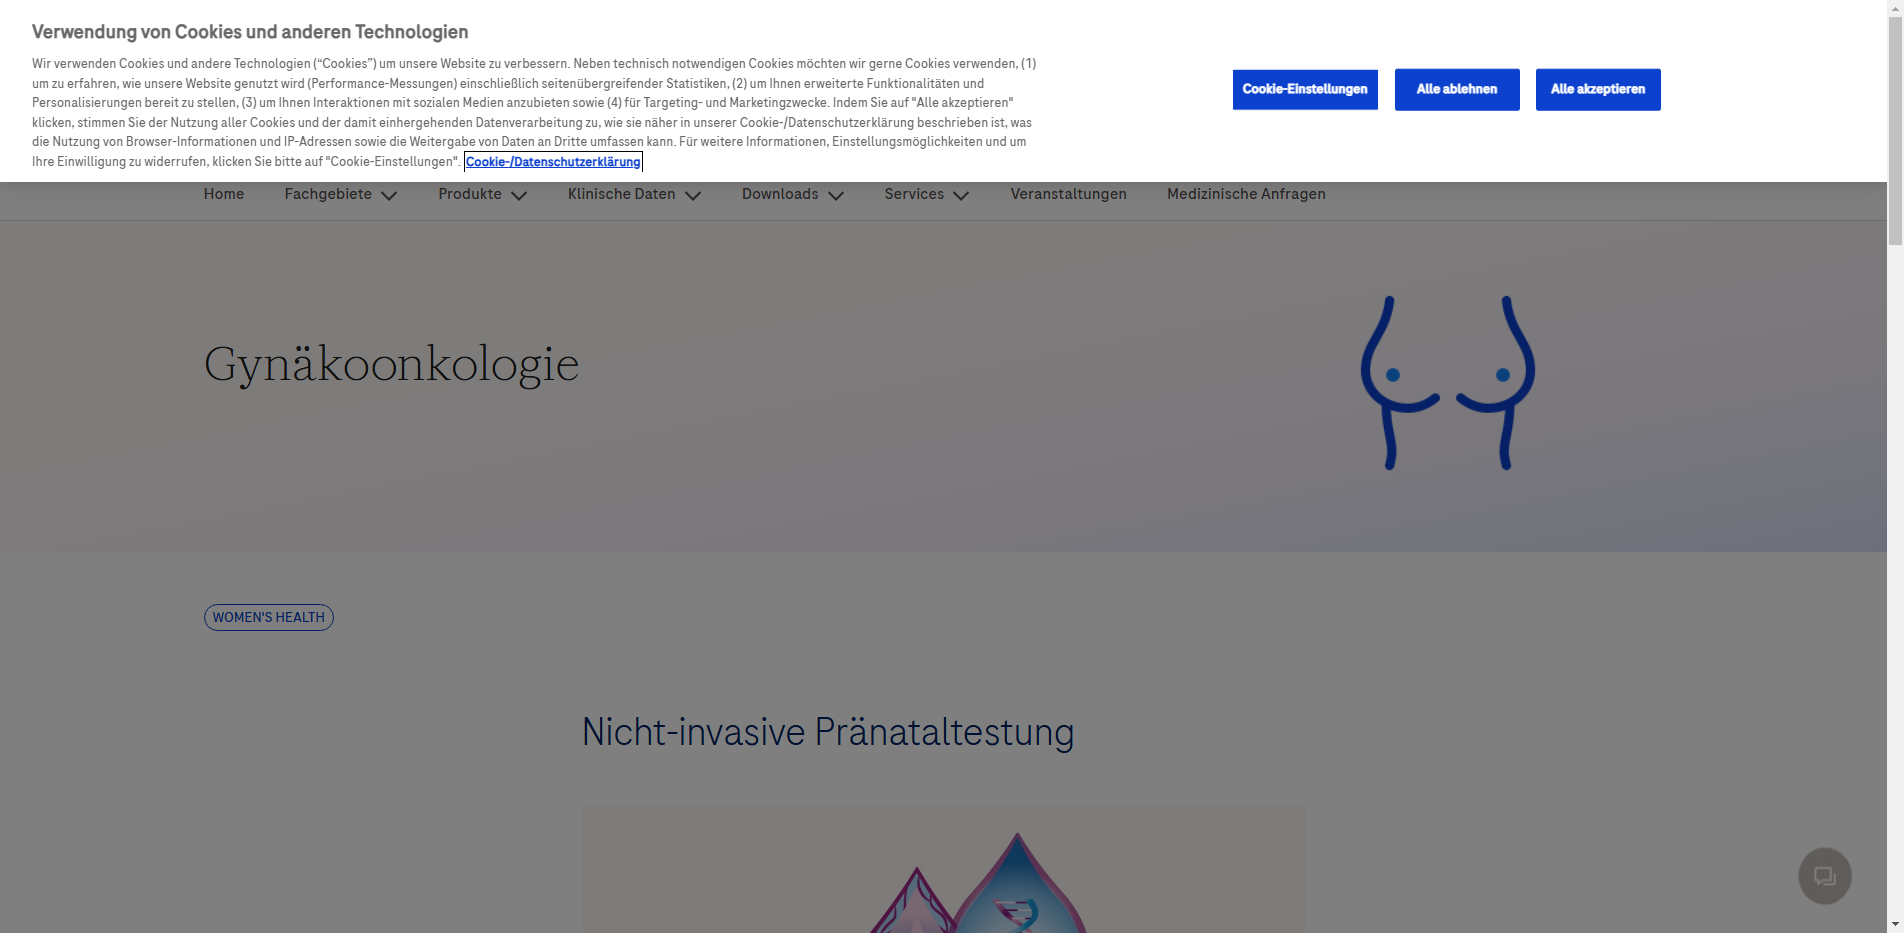 Verwendung von Cookies und anderen Technologien
Wir verwenden Cookies und andere Technologien (“Cookies”) um unsere Website zu verbessern. Neben technisch notwendigen Cookies möchten wir gerne Cookies verwenden, (1)
um zu erfahren, wie unsere Website genutzt wird (Performance-Messungen) einschließlich seitenübergreifender Statistiken, (2) um Ihnen erweiterte Funktionalitäten und
Personalisierungen bereit zu stellen, (3) um Ihnen Interaktionen mit sozialen Medien anzubieten sowie (4) für Targeting- und Marketingzwecke. Indem Sie auf "Alle akzeptieren"
klicken, stimmen Sie der Nutzung aller Cookies und der damit einhergehenden Datenverarbeitung zu, wie sie näher in unserer Cookie-/Datenschutzerklärung beschrieben ist, was
die Nutzung von Browser-Informationen und IP-Adressen sowie die Weitergabe von Daten an Dritte umfassen kann. Für weitere Informationen, Einstellungsmöglichkeiten und um
Ihre Einwilligung zu widerrufen, klicken Sie bitte auf "Cookie-Einstellungen". Cookie-/Datenschutzerklärung
Cookie-Einstellungen Alle ablehnen Alle akzeptieren
Home Fachgebiete Produkte Klinische Daten Downloads Services Veranstaltungen Medizinische Anfragen
Gynäkoonkologie
WOMEN'S HEALTH
Nicht-invasive Pränataltestung